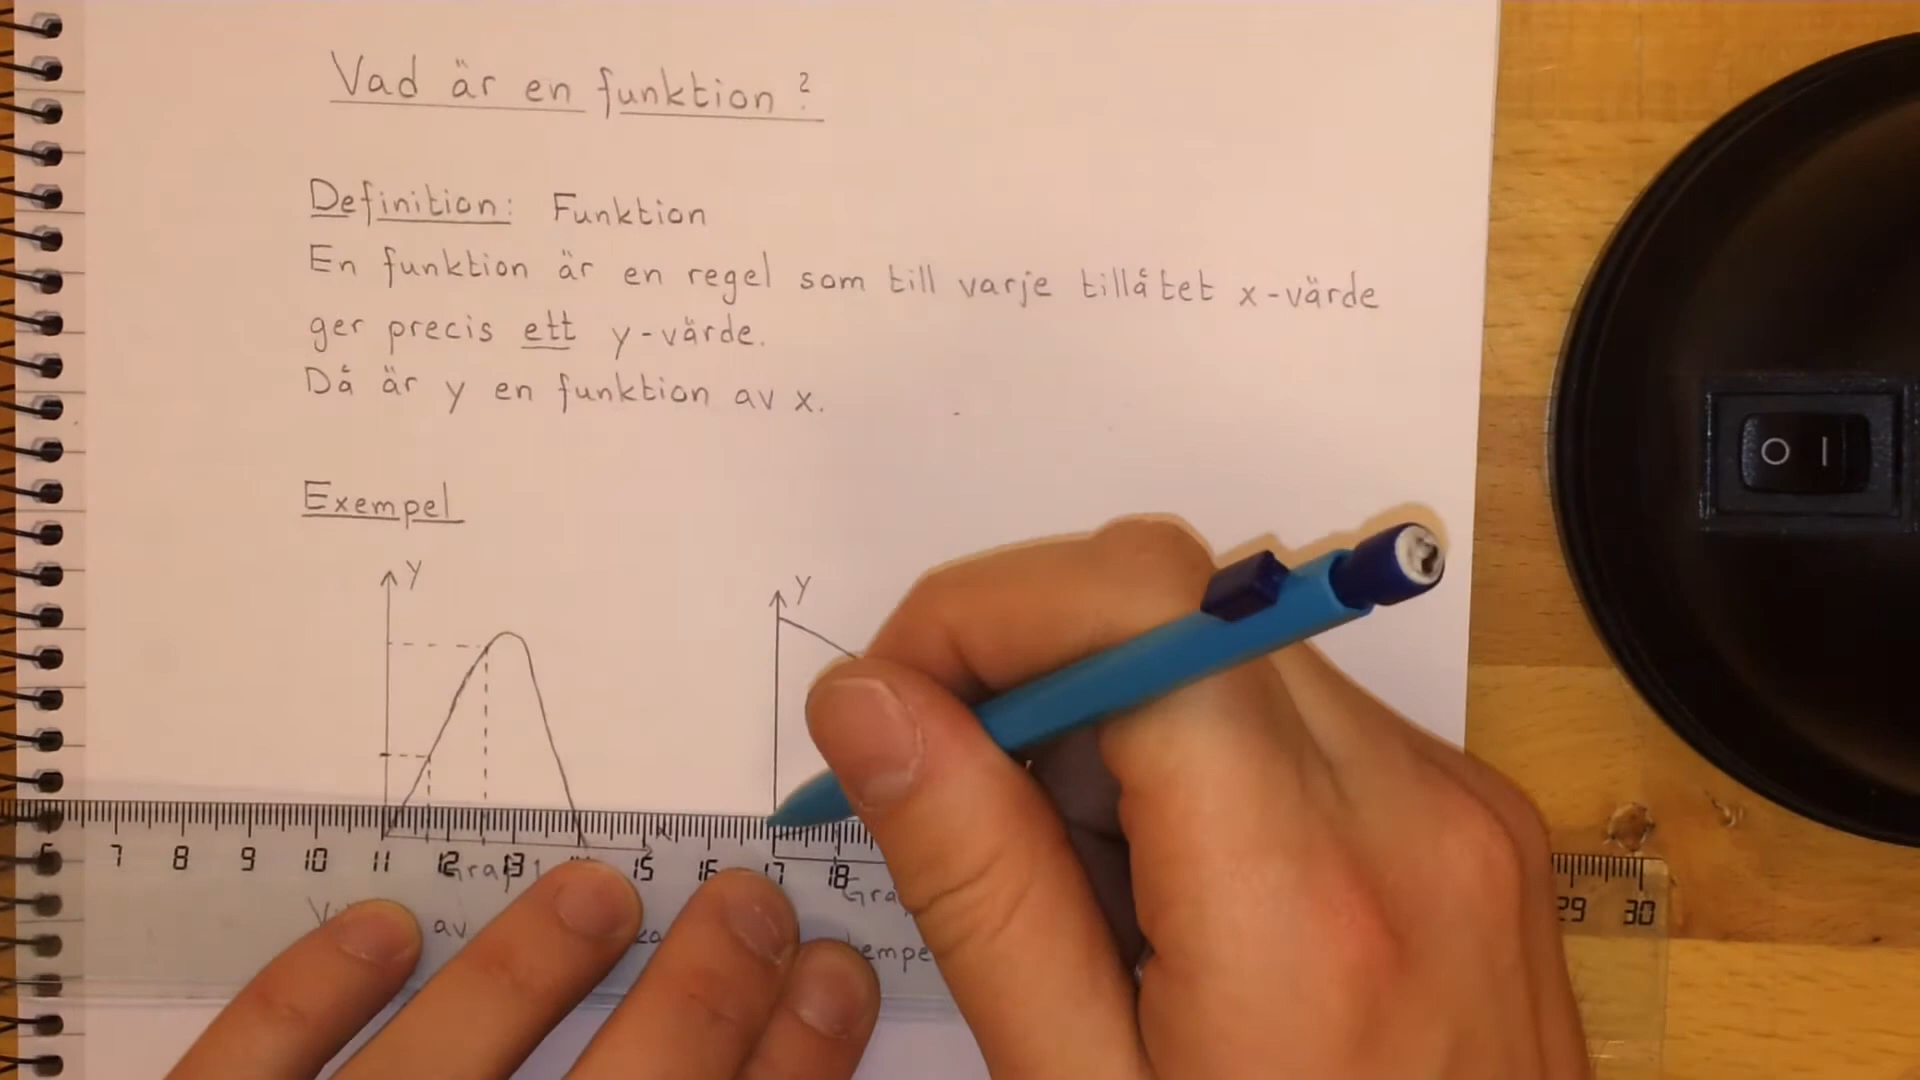 Vad är en funktion?
Definition: Funktion
En funktion är en regel som till varje tillåtet x-värde
ger precis ett y-värde.
Då är y en funktion av x.
Exempel
y
y
x
7 8 9 10 11 12 13 15 16 17 18 29 30
av
O I